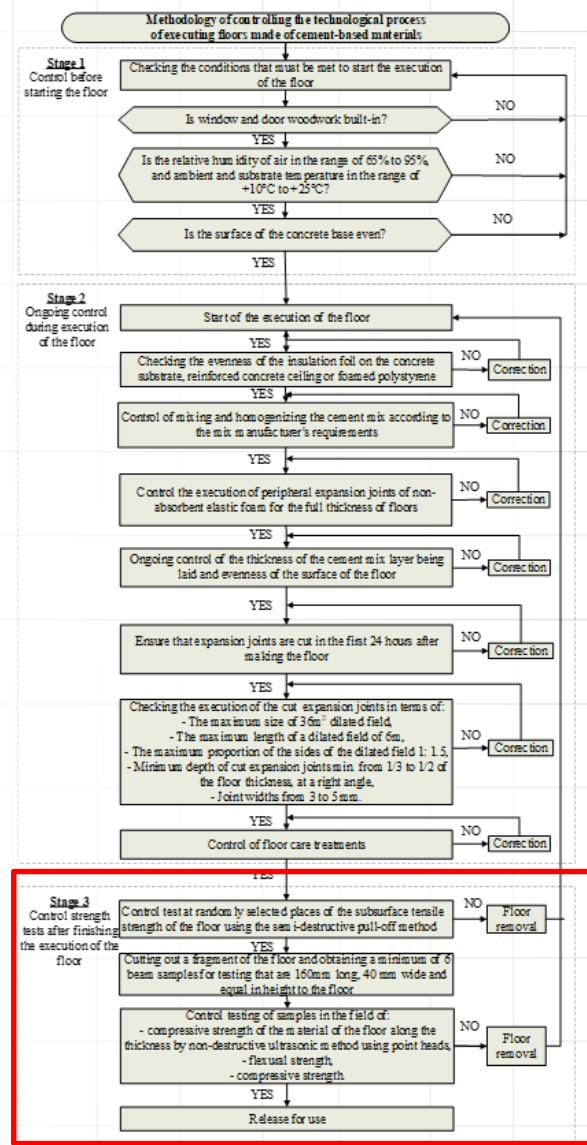 Methodology of controlling the technological process
of executing floors made of cement-based materials
Stage 1
Control before
starting the floor
Checking the conditions that must be met to start the execution
of the floor
Is window and door woodwork built-in?
NO
YES
Is the relative humidity of air in the range of 65% to 95%,
and ambient and substrate temperature in the range of
+10°C to +25°C?
NO
YES
Is the surface of the concrete base even?
NO
YES
Stage 2
Ongoing control
during execution
of the floor
Start of the execution of the floor
YES
Checking the evenness of the insulation foil on the concrete
substrate, reinforced concrete ceiling or foamed polystyrene
NO
Correction
YES
Control of mixing and homogenizing the cement mix according to
the mix manufacturer's requirements
NO
Correction
YES
Control the execution of peripheral expansion joints of non-
absorbent elastic foam for the full thickness of floors
NO
Correction
YES
Ongoing control of the thickness of the cement mix layer being
laid and evenness of the surface of the floor
NO
Correction
YES
Ensure that expansion joints are cut in the first 24 hours after
making the floor
NO
Correction
YES
Checking the execution of the cut expansion joints in terms of:
- The maximum size of 36m² dilated field,
- The maximum length of a dilated field of 6m,
- The maximum proportion of the sides of the dilated field 1: 1.5,
- Minimum depth of cut expansion joints min. from 1/3 to 1/2 of
the floor thickness, at a right angle,
- Joint widths from 3 to 5 mm.
NO
Correction
YES
Control of floor care treatments
NO
Correction
YES
Stage 3
Control strength
tests after finishing
the execution of the
floor
Control test at randomly selected places of the subsurface tensile
strength of the floor using the semi-destructive pull-off method
NO
Floor
removal
YES
Cutting out a fragment of the floor and obtaining a minimum of 6
beam samples for testing that are 160mm long, 40 mm wide and
equal in height to the floor
YES
Control testing of samples in the field of:
- compressive strength of the material of the floor along the
thickness by non-destructive ultrasonic method using point heads,
- flexural strength,
- compressive strength.
NO
Floor
removal
YES
Release for use